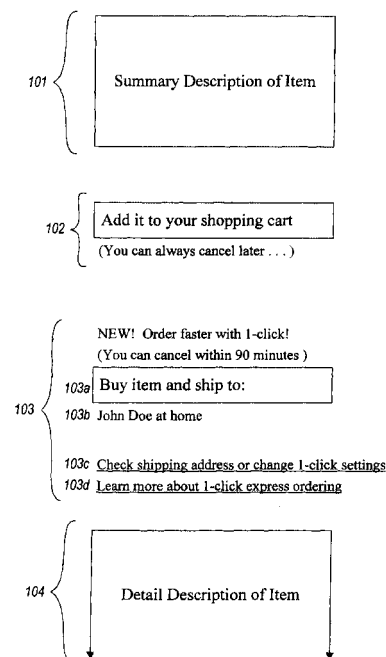 101
Summary Description of Item
102
Add it to your shopping cart
(You can always cancel later . . . )
103
NEW! Order faster with 1-click!
(You can cancel within 90 minutes )
103a Buy item and ship to:
103b John Doe at home
103c Check shipping address or change 1-click settings
103d Learn more about 1-click express ordering
104
Detail Description of Item